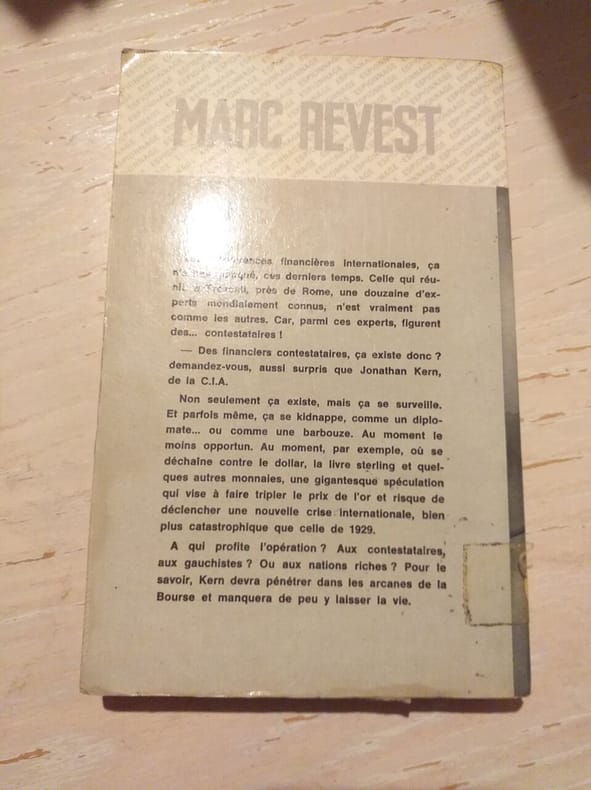 MARC REVEST
financières internationales, ça
ces derniers temps. Celle qui réu-
près de Rome, une douzaine d'ex-
perts mondialement connus, n'est vraiment pas
comme les autres. Car, parmi ces experts, figurent
des... contestataires !
— Des financiers contestataires, ça existe donc ?
demandez-vous, aussi surpris que Jonathan Kern,
de la C.I.A.
Non seulement ça existe, mais ça se surveille.
Et parfois même, ça se kidnappe, comme un diplo-
mate... ou comme une barbouze. Au moment le
moins opportun. Au moment, par exemple, où se
déchaîne contre le dollar, la livre sterling et quel-
ques autres monnaies, une gigantesque spéculation
qui vise à faire tripler le prix de l'or et risque de
déclencher une nouvelle crise internationale, bien
plus catastrophique que celle de 1929.
A qui profite l'opération ? Aux contestataires,
aux gauchistes ? Ou aux nations riches ? Pour le
savoir, Kern devra pénétrer dans les arcanes de la
Bourse et manquera de peu y laisser la vie.